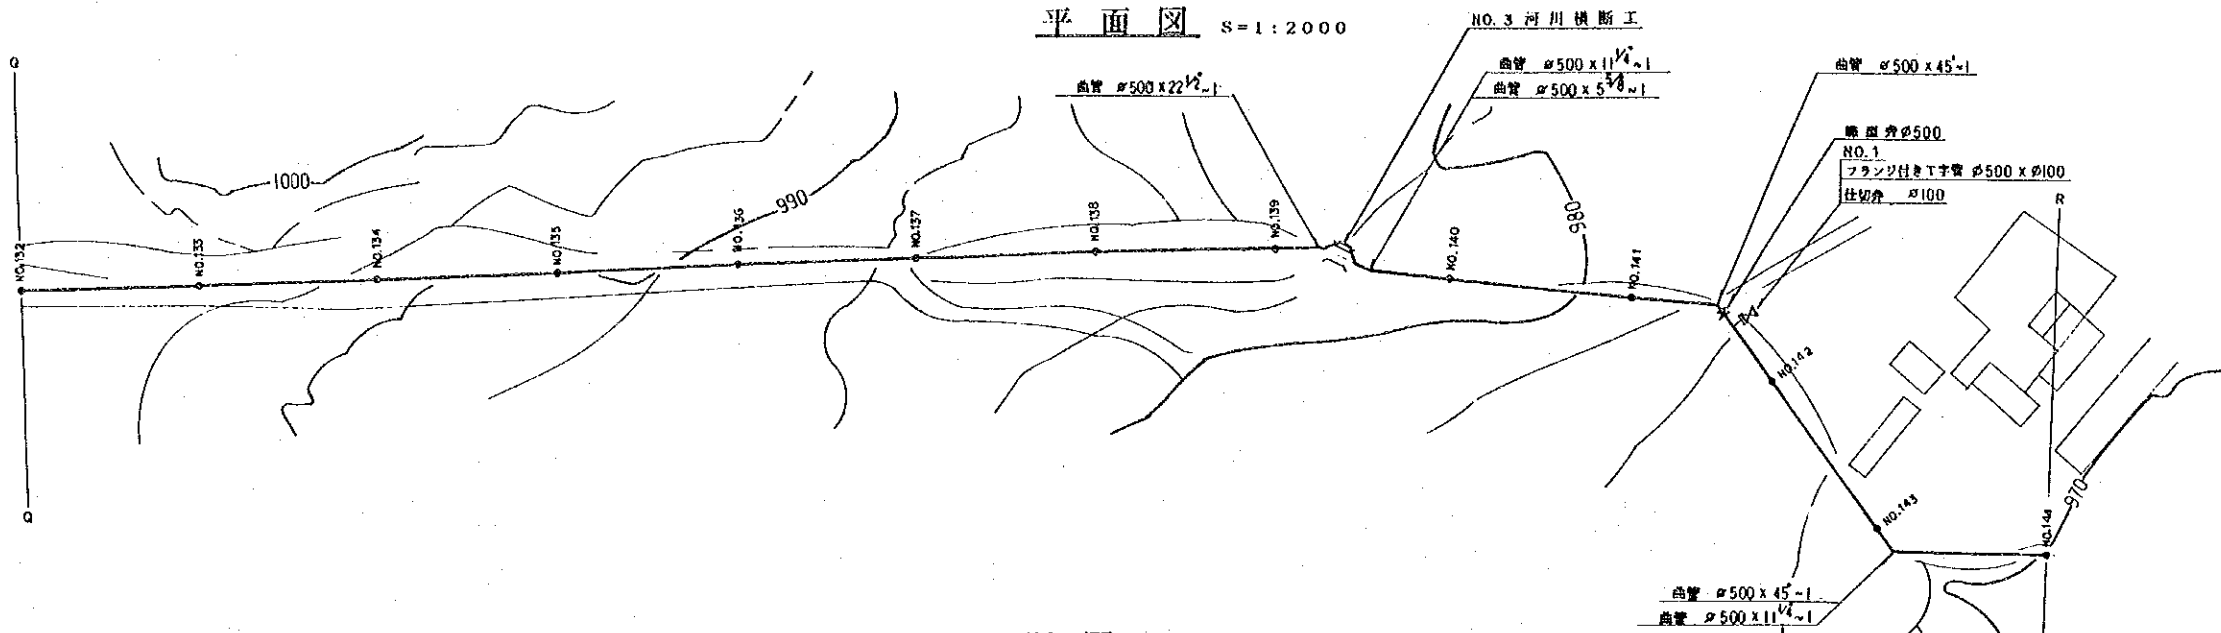 平面図 S=1:2000
NO.3 河川横断工
曲管 ø500×22 1/2°~1
曲管 ø500×11 1/4°~1
曲管 ø500×5 5/8~1
曲管 ø500×45°~1
蝶型弁Ø500
NO.1
フランジ付きT字管 Ø500×Ø100
仕切弁 Ø100
Q
R
1000
990
980
970
NO.132
NO.133
NO.134
NO.135
NO.136
NO.137
NO.138
NO.139
NO.140
NO.141
NO.142
NO.143
NO.144
Q
曲管 ø500×45°~1
曲管 ø500×11 1/4°~1